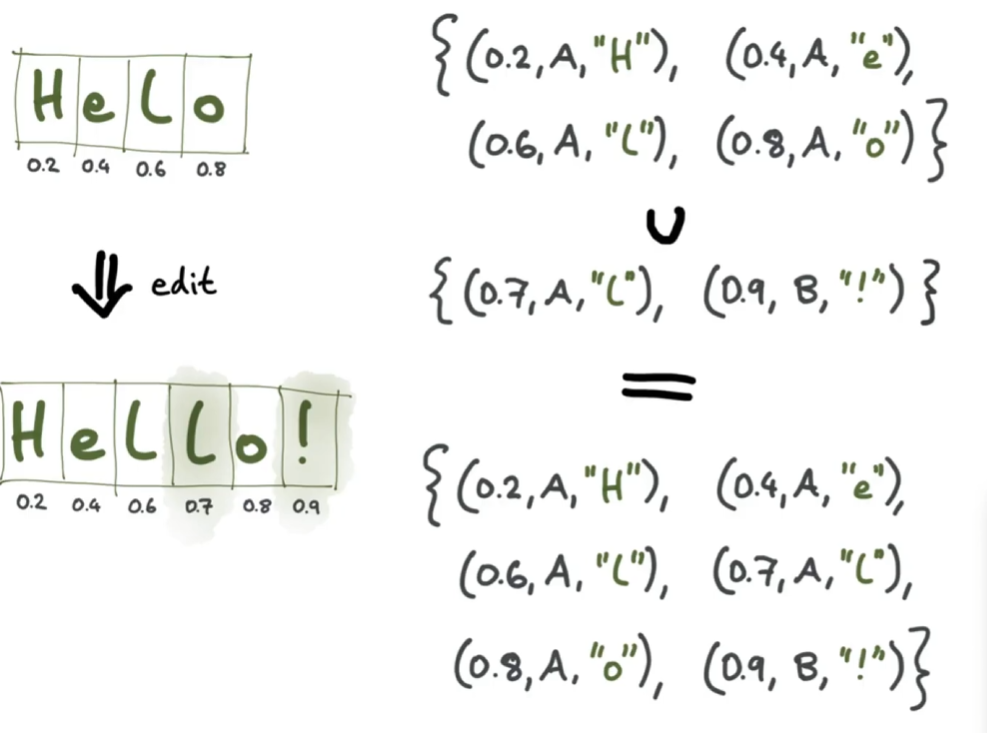 H e l o
0.2 0.4 0.6 0.8
edit
H e l l o !
0.2 0.4 0.6 0.7 0.8 0.9
{(0.2, A, "H"), (0.4, A, "e"),
(0.6, A, "l"), (0.8, A, "o")}
∪
{(0.7, A, "l"), (0.9, B, "!")}
=
{(0.2, A, "H"), (0.4, A, "e"),
(0.6, A, "l"), (0.7, A, "l"),
(0.8, A, "o"), (0.9, B, "!")}